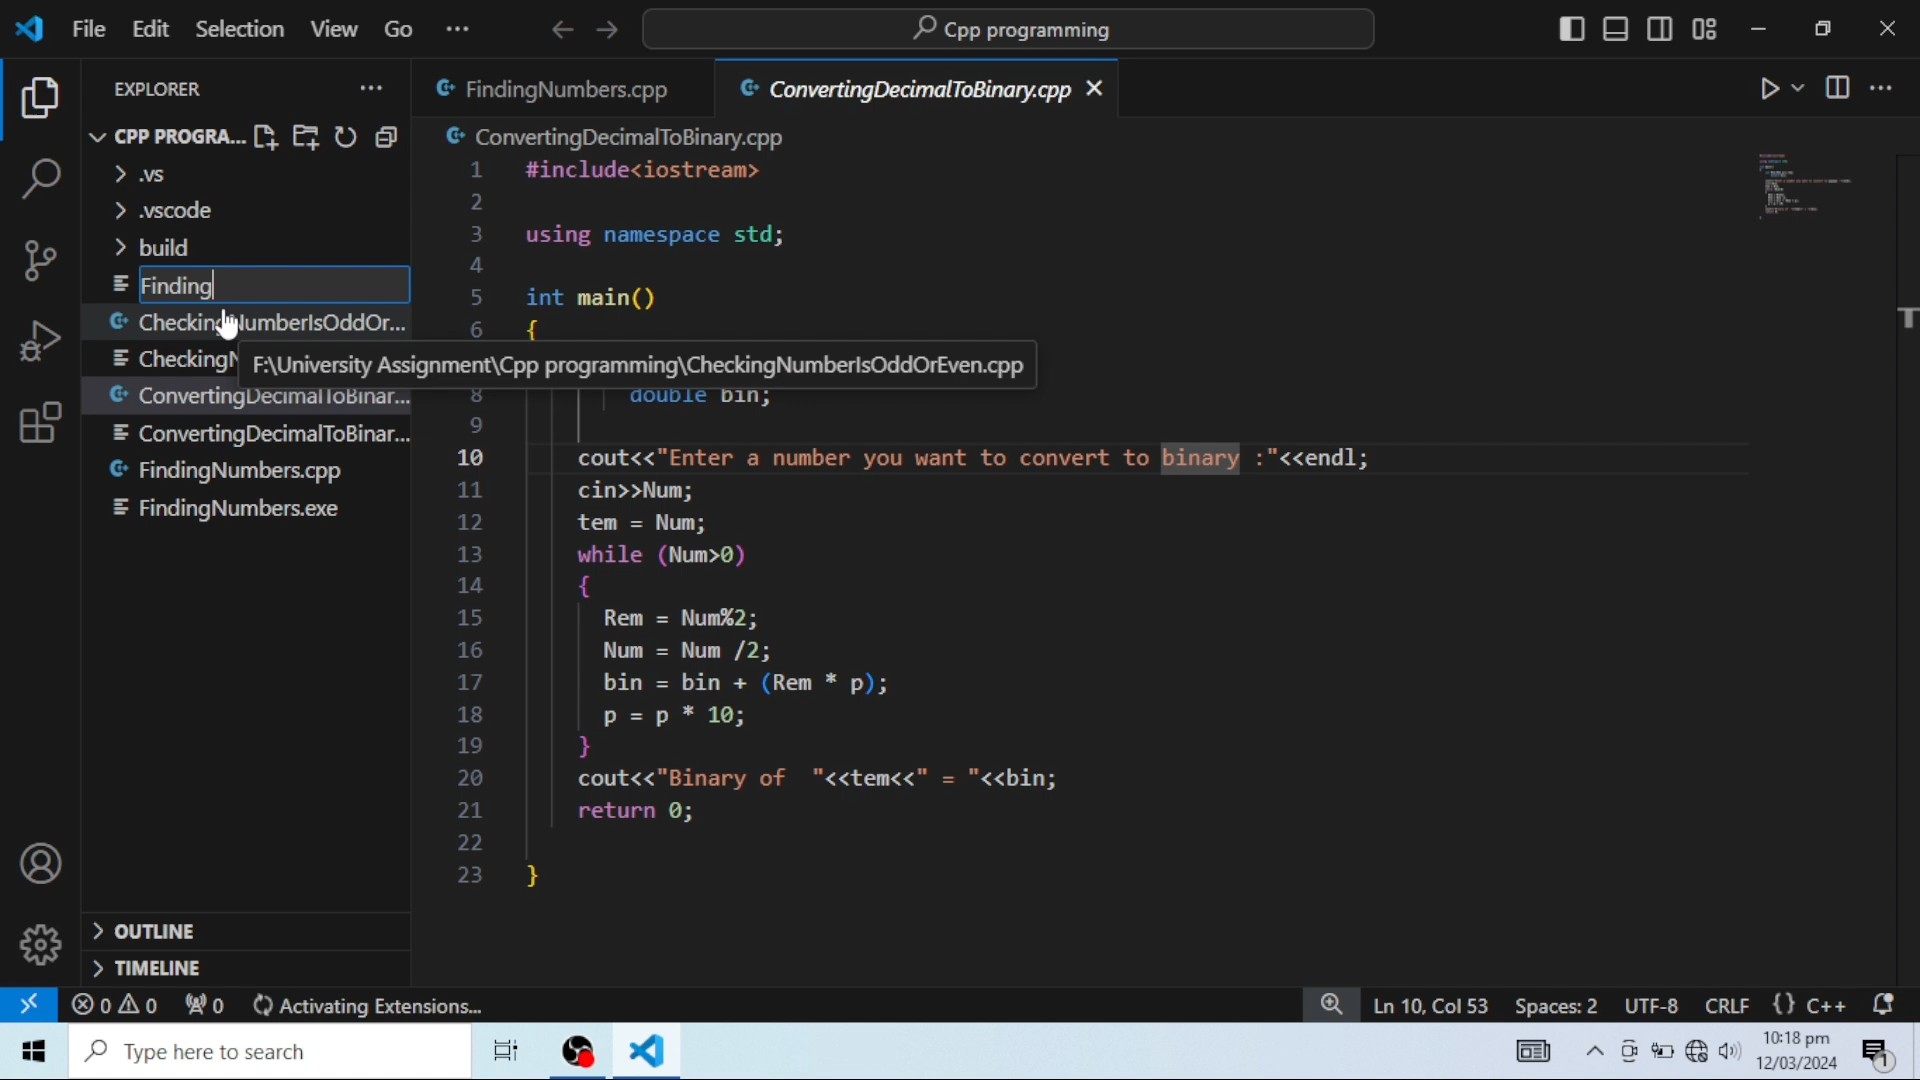 File Edit Selection View Go ···
Cpp programming
EXPLORER ···
FindingNumbers.cpp
ConvertingDecimalToBinary.cpp
CPP PROGRA...
ConvertingDecimalToBinary.cpp
.vs
.vscode
build
Finding
CheckingNumberIsOddOr...
CheckingN
F:\University Assignment\Cpp programming\CheckingNumberIsOddOrEven.cpp
ConvertingDecimalToBinar...
ConvertingDecimalToBinar...
FindingNumbers.cpp
FindingNumbers.exe
1 #include<iostream>
2
3 using namespace std;
4
5 int main()
6 {
8 double bin;
9
10 cout<<"Enter a number you want to convert to binary :"<<endl;
11 cin>>Num;
12 tem = Num;
13 while (Num>0)
14 {
15 Rem = Num%2;
16 Num = Num /2;
17 bin = bin + (Rem * p);
18 p = p * 10;
19 }
20 cout<<"Binary of  "<<tem<<" = "<<bin;
21 return 0;
22
23 }
OUTLINE
TIMELINE
0 0 0 Activating Extensions...
Ln 10, Col 53 Spaces: 2 UTF-8 CRLF {} C++
Type here to search
10:18 pm
12/03/2024
1